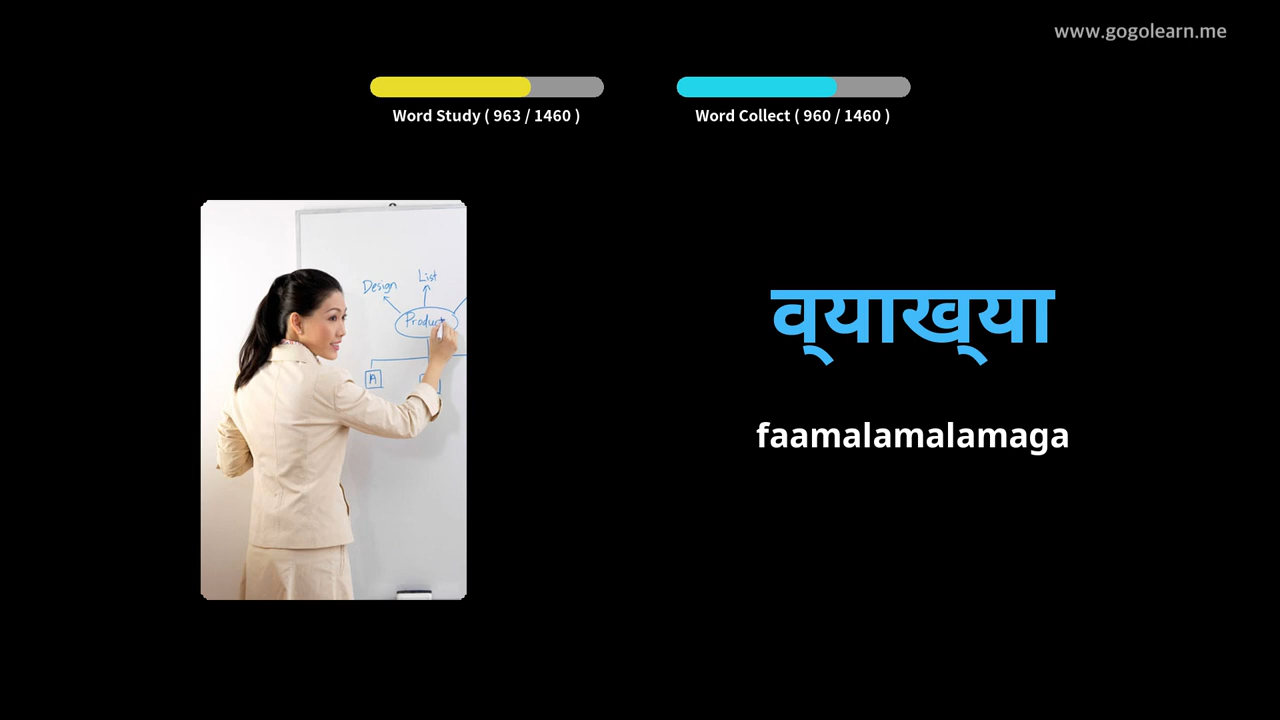 www.gogolearn.me
Word Study ( 963 / 1460 )
Word Collect ( 960 / 1460 )
Design
List
Product
A
व्‌याख्‌या
faamalamalamaga